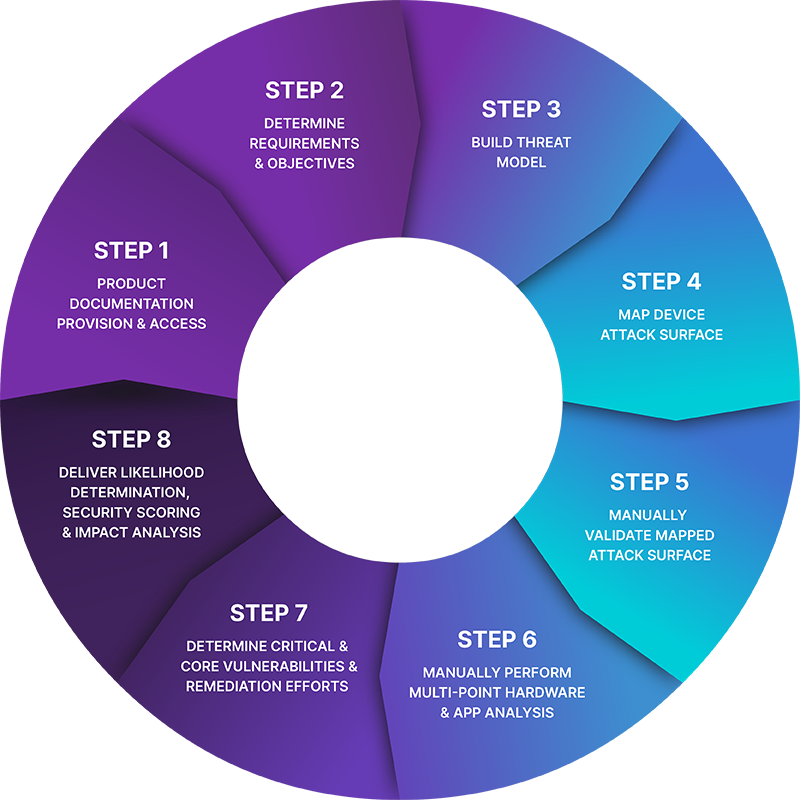 STEP 1
PRODUCT
DOCUMENTATION
PROVISION & ACCESS
STEP 2
DETERMINE
REQUIREMENTS
& OBJECTIVES
STEP 3
BUILD THREAT
MODEL
STEP 4
MAP DEVICE
ATTACK SURFACE
STEP 5
MANUALLY
VALIDATE MAPPED
ATTACK SURFACE
STEP 6
MANUALLY PERFORM
MULTI-POINT HARDWARE
& APP ANALYSIS
STEP 7
DETERMINE CRITICAL &
CORE VULNERABILITIES &
REMEDIATION EFFORTS
STEP 8
DELIVER LIKELIHOOD
DETERMINATION,
SECURITY SCORING
& IMPACT ANALYSIS